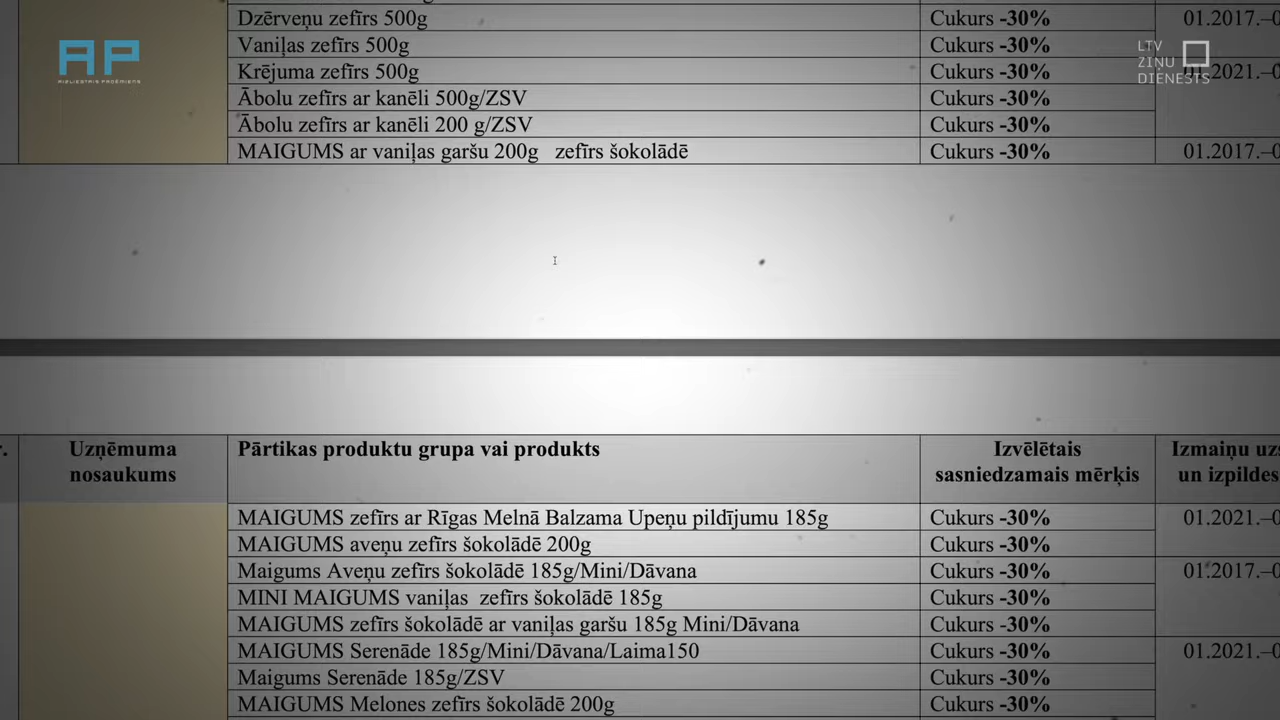 Dzērveņu zefīrs 500g Cukurs -30% 01.2017.–0
Vaniļas zefīrs 500g Cukurs -30%
Krējuma zefīrs 500g Cukurs -30% 01.2021.–0
Ābolu zefīrs ar kanēli 500g/ZSV Cukurs -30%
Ābolu zefīrs ar kanēli 200 g/ZSV Cukurs -30%
MAIGUMS ar vaniļas garšu 200g zefīrs šokolādē Cukurs -30% 01.2017.–0
AP
AIZLIEGTAIS PAŅĒMIENS
LTV
ZIŅU
DIENESTS
r. Uzņēmuma nosaukums Pārtikas produktu grupa vai produkts Izvēlētais sasniedzamais mērķis Izmaiņu uzs un izpildes
MAIGUMS zefīrs ar Rīgas Melnā Balzama Upeņu pildījumu 185g Cukurs -30% 01.2021.–0
MAIGUMS aveņu zefīrs šokolādē 200g Cukurs -30%
Maigums Aveņu zefīrs šokolādē 185g/Mini/Dāvana Cukurs -30% 01.2017.–0
MINI MAIGUMS vaniļas zefīrs šokolādē 185g Cukurs -30%
MAIGUMS zefīrs šokolādē ar vaniļas garšu 185g Mini/Dāvana Cukurs -30%
MAIGUMS Serenāde 185g/Mini/Dāvana/Laima150 Cukurs -30% 01.2021.–0
Maigums Serenāde 185g/ZSV Cukurs -30%
MAIGUMS Melones zefīrs šokolādē 200g Cukurs -30%